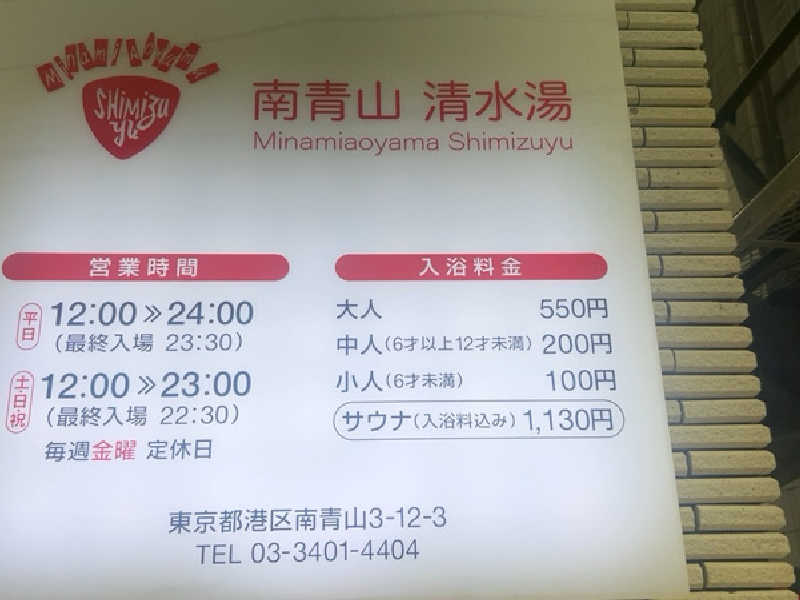 MINAMI AOYAMA
SHIMIZU
YU
南青山 清水湯
Minamiaoyama Shimizuyu
営業時間
平日 12:00≫24:00
(最終入場 23:30)
土・日・祝 12:00≫23:00
(最終入場 22:30)
毎週金曜 定休日
入浴料金
大人 550円
中人(6才以上12才未満) 200円
小人(6才未満) 100円
サウナ(入浴料込み) 1,130円
東京都港区南青山3-12-3
TEL 03-3401-4404